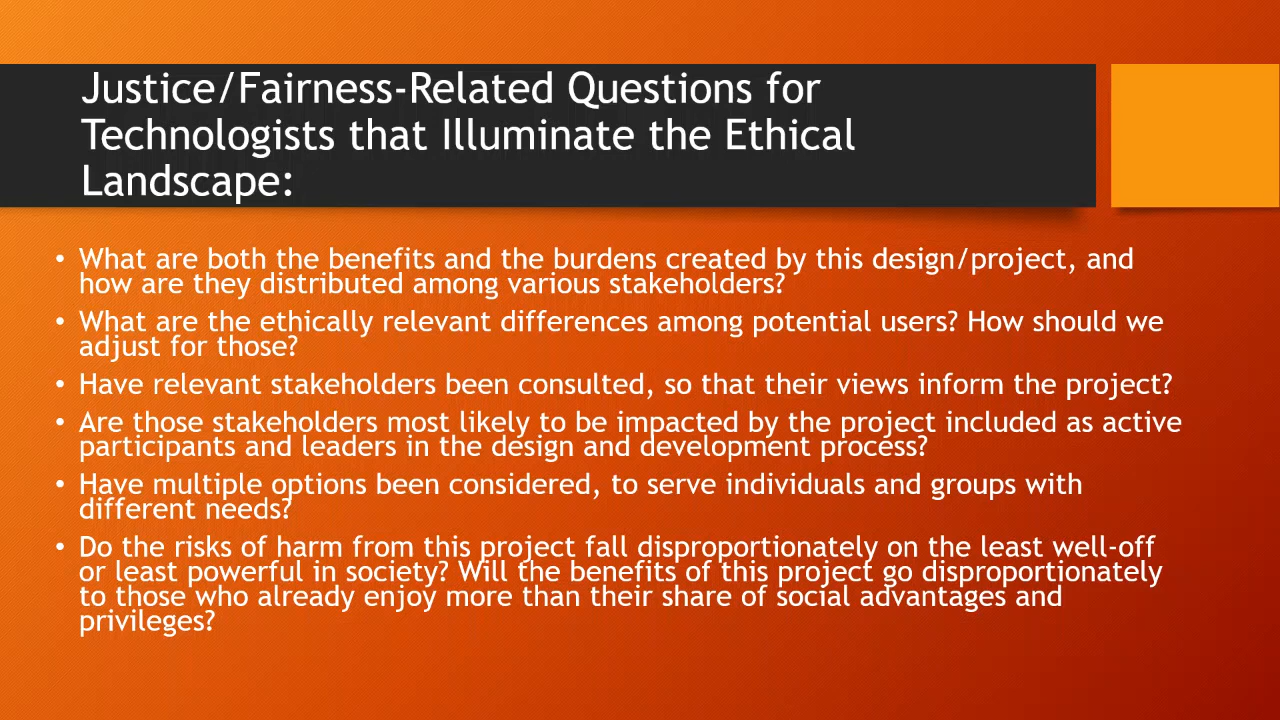 Justice/Fairness-Related Questions for
Technologists that Illuminate the Ethical
Landscape:
• What are both the benefits and the burdens created by this design/project, and
how are they distributed among various stakeholders?
• What are the ethically relevant differences among potential users? How should we
adjust for those?
• Have relevant stakeholders been consulted, so that their views inform the project?
• Are those stakeholders most likely to be impacted by the project included as active
participants and leaders in the design and development process?
• Have multiple options been considered, to serve individuals and groups with
different needs?
• Do the risks of harm from this project fall disproportionately on the least well-off
or least powerful in society? Will the benefits of this project go disproportionately
to those who already enjoy more than their share of social advantages and
privileges?